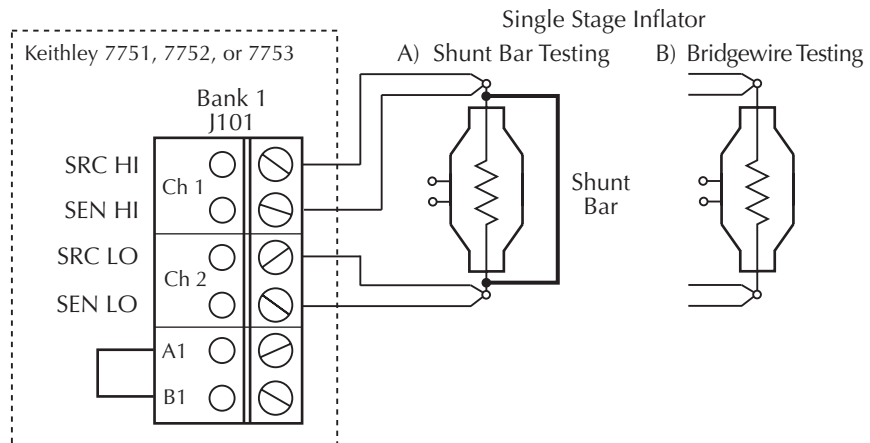 Single Stage Inflator
Keithley 7751, 7752, or 7753
A) Shunt Bar Testing
B) Bridgewire Testing
Bank 1
J101
SRC HI
Ch 1
SEN HI
SRC LO
Ch 2
SEN LO
A1
B1
Shunt
Bar